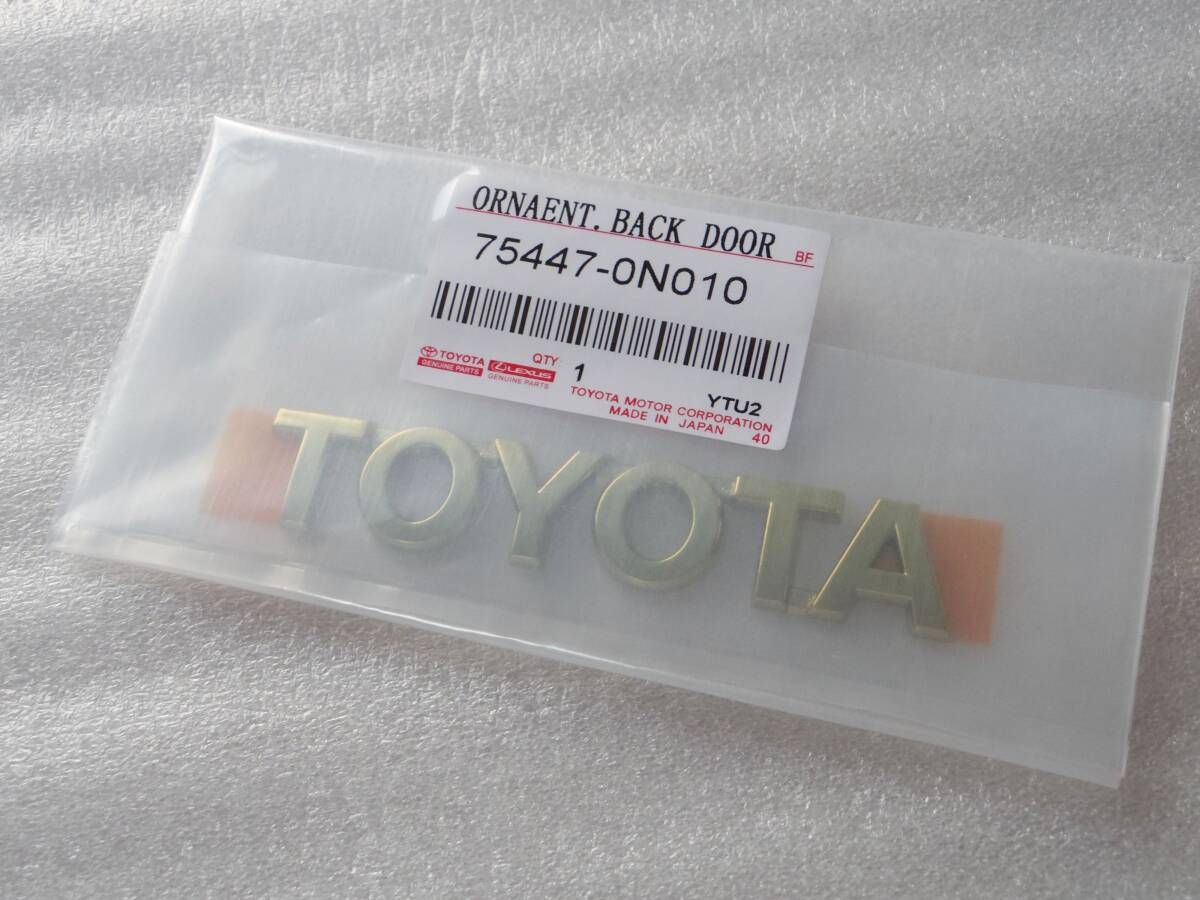 ORNAENT. BACK DOOR BF
75447-0N010
TOYOTA
GENUINE PARTS
LEXUS
GENUINE PARTS
QTY:
1
YTU2
TOYOTA MOTOR CORPORATION
MADE IN JAPAN 40
TOYOTA